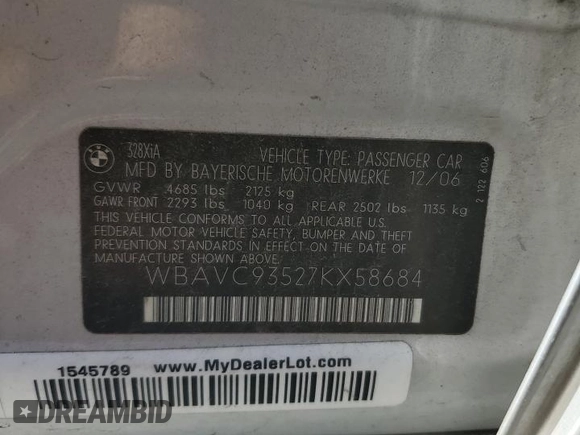 BMW
328XiA VEHICLE TYPE: PASSENGER CAR
MFD BY BAYERISCHE MOTORENWERKE 12/06
GVWR 4685 lbs 2125 kg
GAWR FRONT 2293 lbs 1040 kg REAR 2502 lbs 1135 kg
THIS VEHICLE CONFORMS TO ALL APPLICABLE U.S.
FEDERAL MOTOR VEHICLE SAFETY, BUMPER AND THEFT
PREVENTION STANDARDS IN EFFECT ON THE DATE OF
MANUFACTURE SHOWN ABOVE.
WBAVC93527KX58684
2 122 606
1545789 www.MyDealerLot.com
DREAMBID